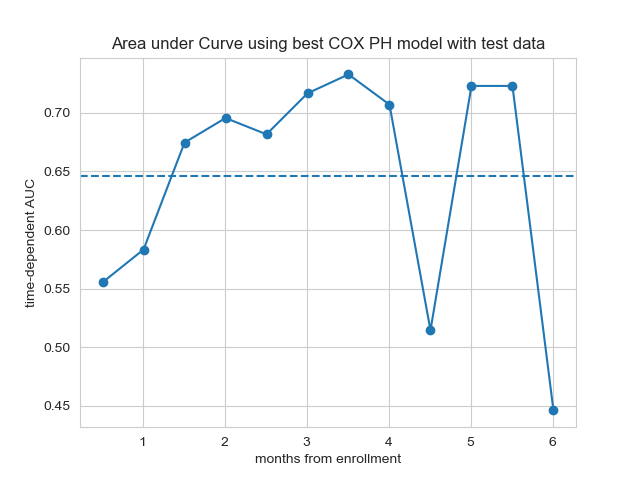 Area under Curve using best COX PH model with test data
time-dependent AUC
0.70
0.65
0.60
0.55
0.50
0.45
1 2 3 4 5 6
months from enrollment